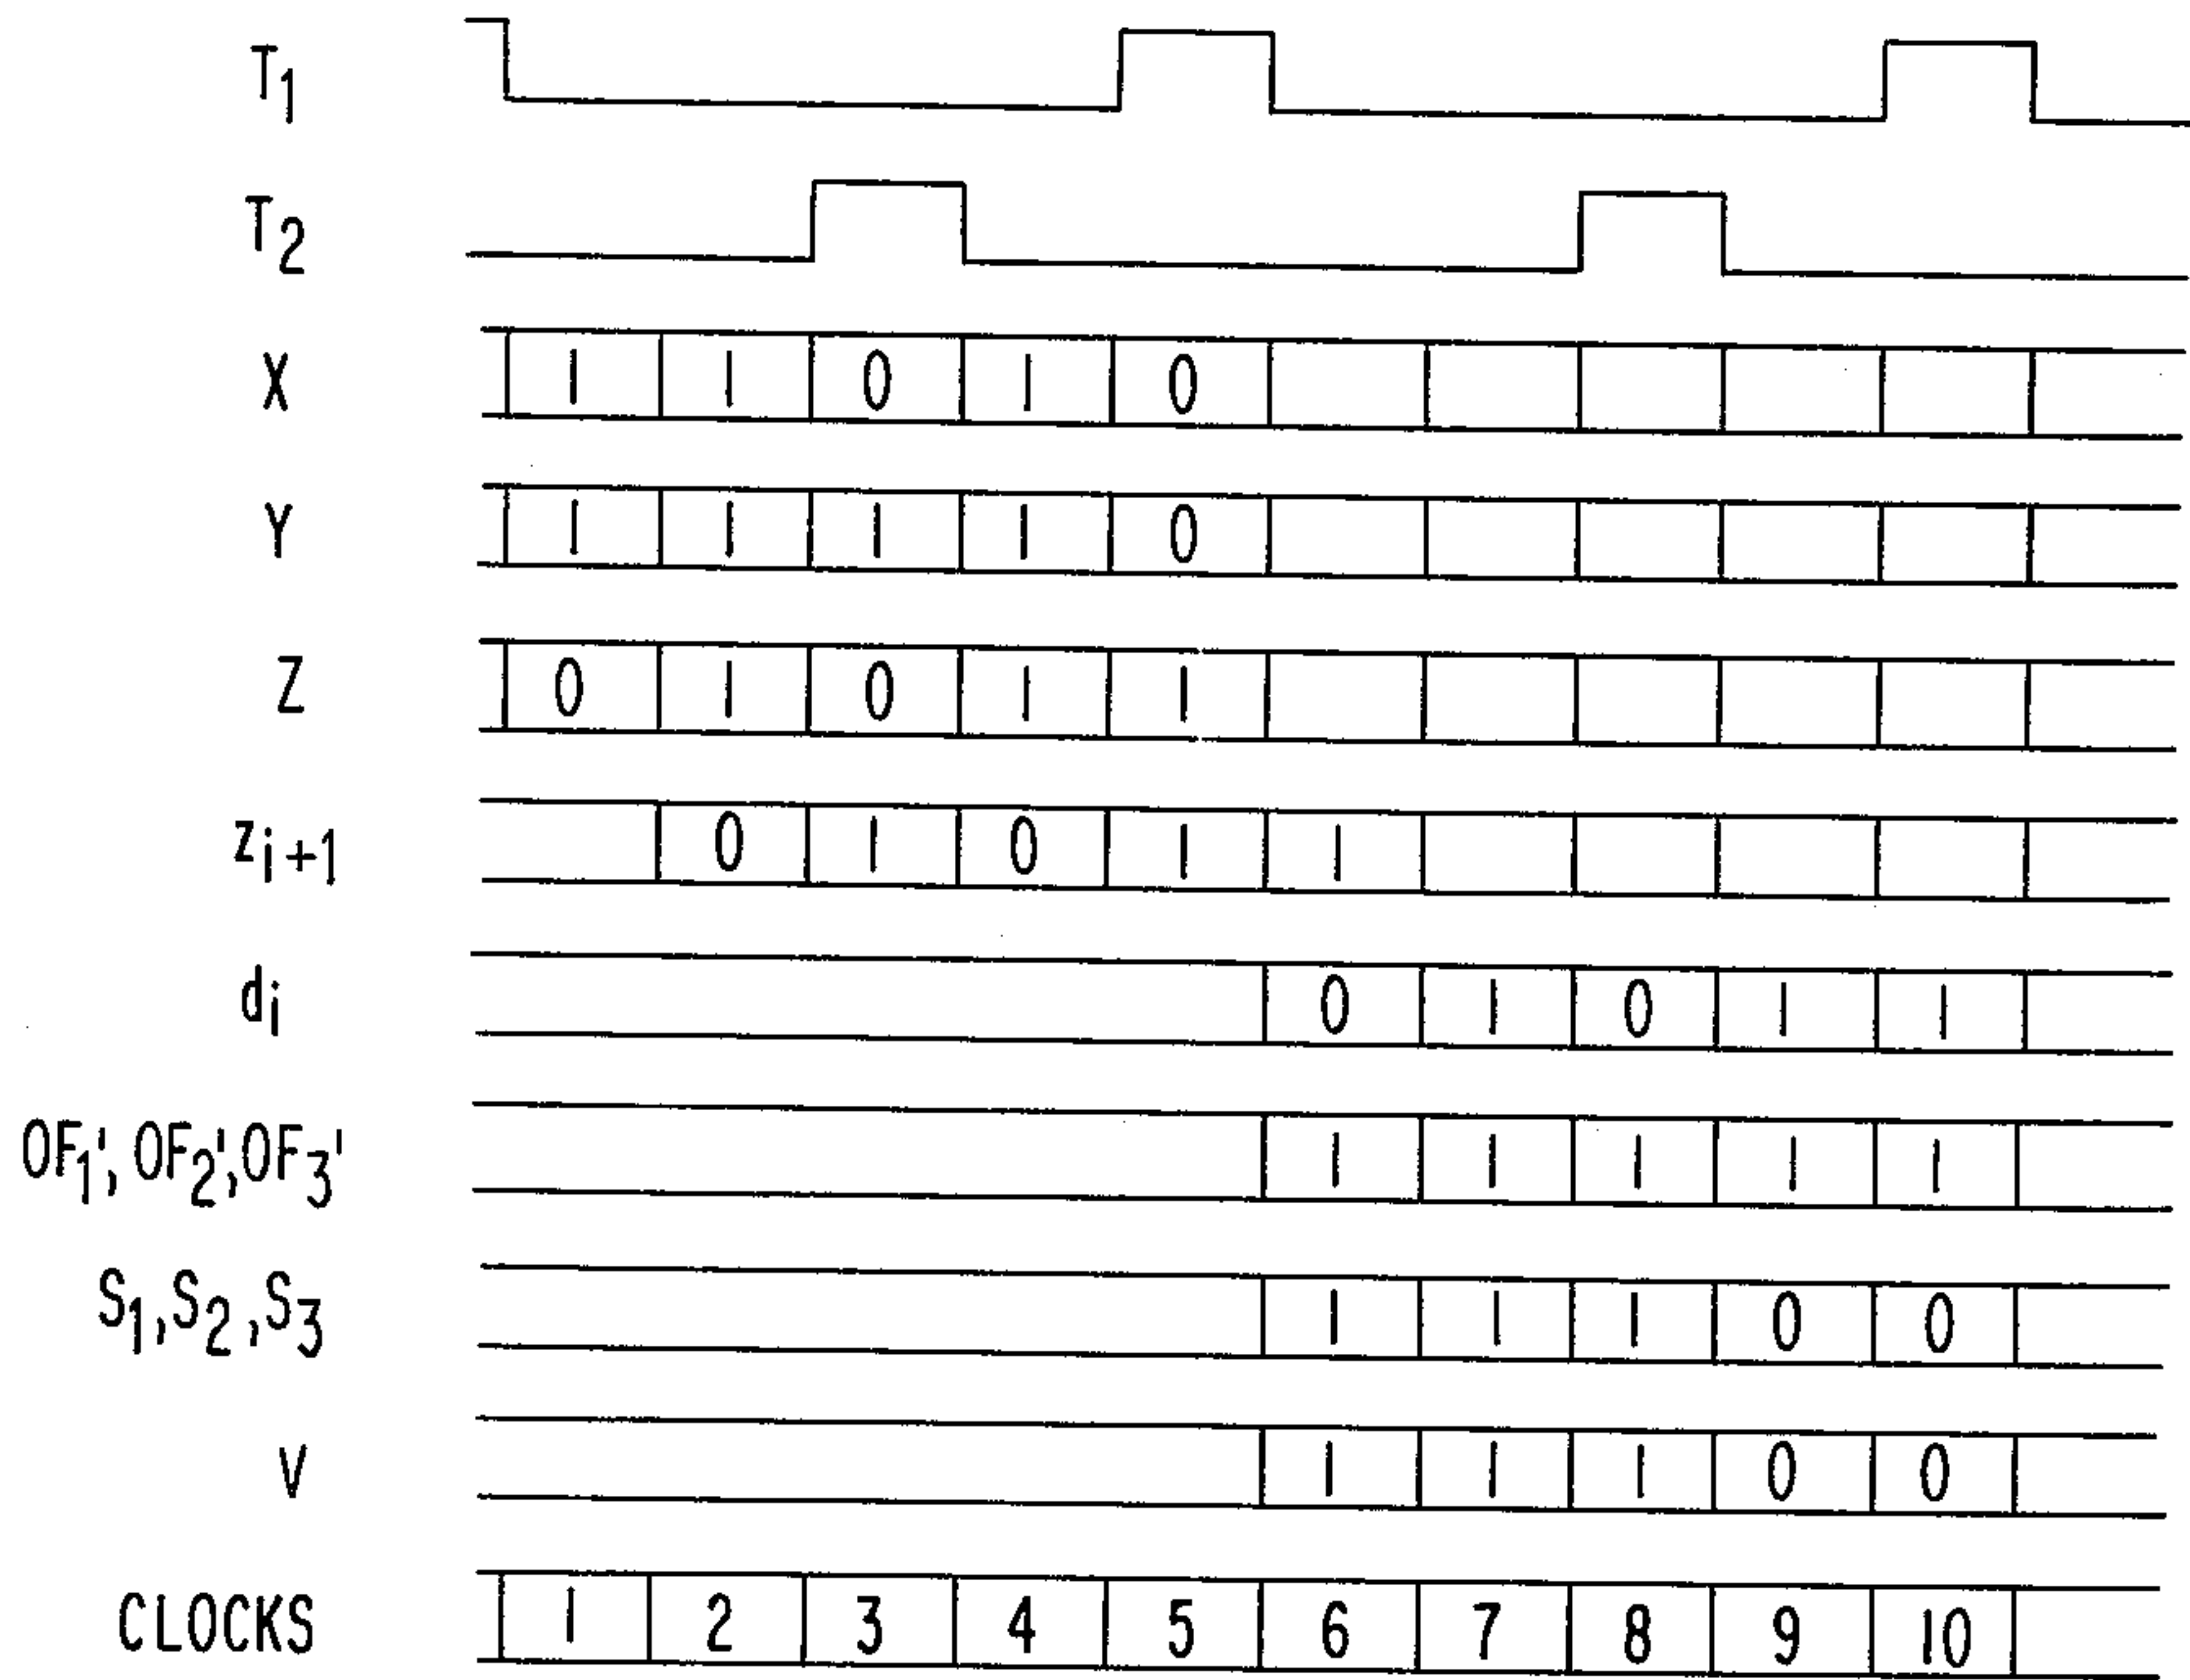 T1
T2
X 1 1 0 1 0
Y 1 1 1 1 0
Z 0 1 0 1 1
zi+1 0 1 0 1 1
di 0 1 0 1 1
OF1', OF2', OF3' 1 1 1 1 1
S1, S2, S3 1 1 1 0 0
V 1 1 1 0 0
CLOCKS 1 2 3 4 5 6 7 8 9 10